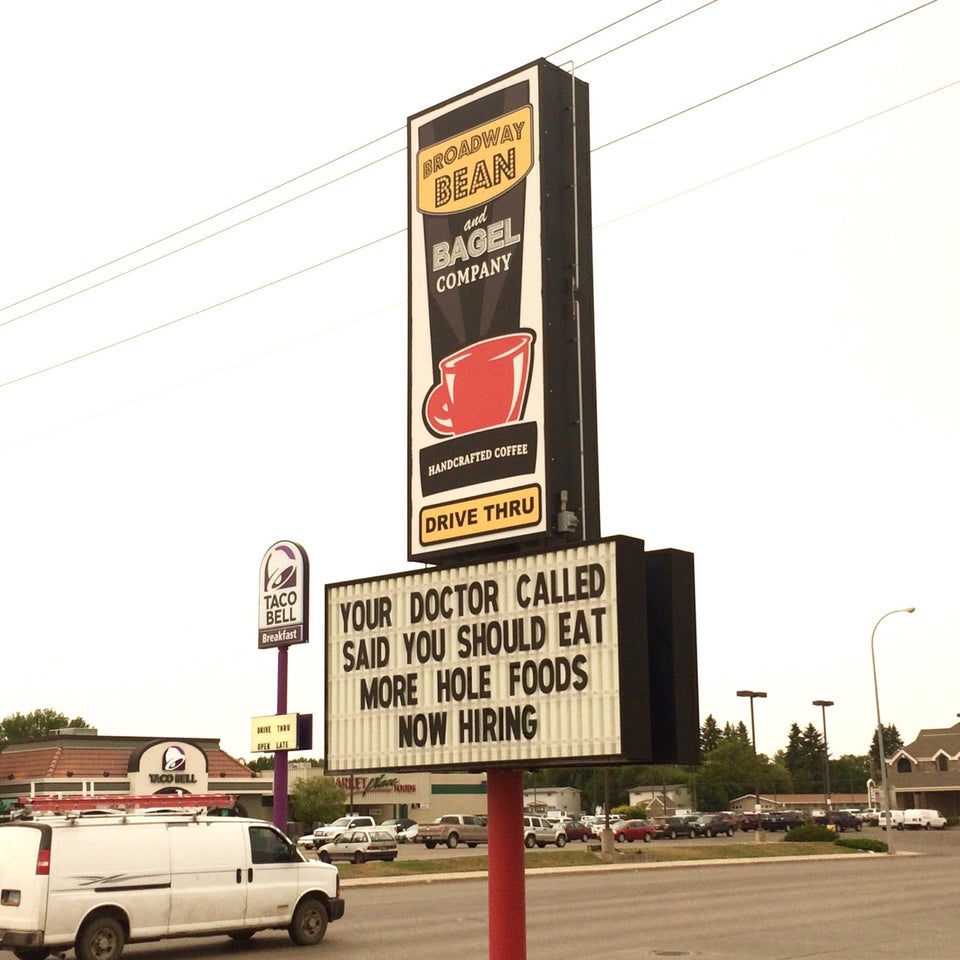 BROADWAY
BEAN
and
BAGEL
COMPANY
HANDCRAFTED COFFEE
DRIVE THRU
YOUR DOCTOR CALLED
SAID YOU SHOULD EAT
MORE HOLE FOODS
NOW HIRING
TACO
BELL
Breakfast
DRIVE THRU
OPEN LATE
TACO BELL
FOODS